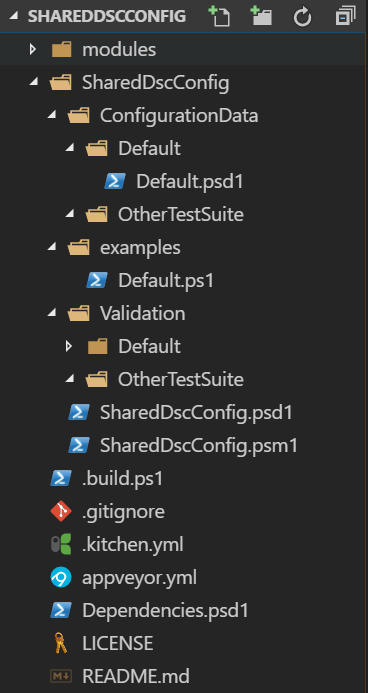 SHAREDDSCCONFIG
modules
SharedDscConfig
ConfigurationData
Default
Default.psd1
OtherTestSuite
examples
Default.ps1
Validation
Default
OtherTestSuite
SharedDscConfig.psd1
SharedDscConfig.psm1
.build.ps1
.gitignore
.kitchen.yml
appveyor.yml
Dependencies.psd1
LICENSE
README.md